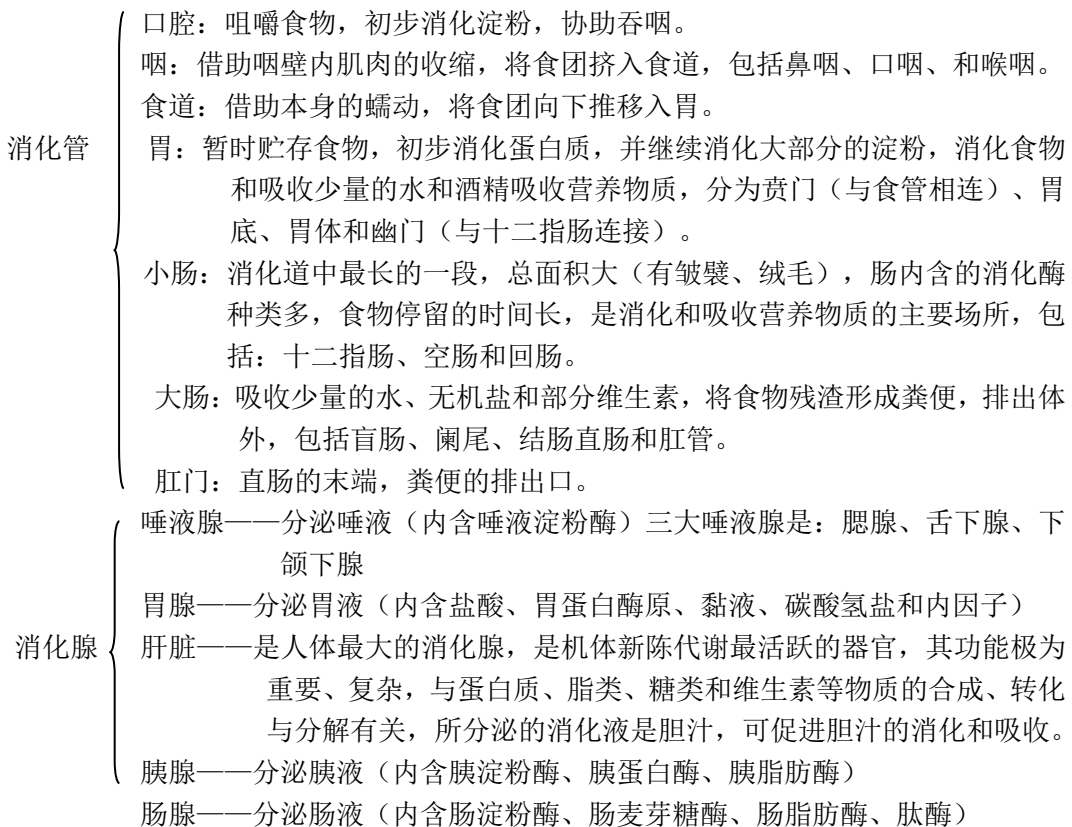 口腔：咀嚼食物，初步消化淀粉，协助吞咽。
咽：借助咽壁内肌肉的收缩，将食团挤入食道，包括鼻咽、口咽、和喉咽。
食道：借助本身的蠕动，将食团向下推移入胃。
消化管
胃：暂时贮存食物，初步消化蛋白质，并继续消化大部分的淀粉，消化食物
和吸收少量的水和酒精吸收营养物质，分为贲门（与食管相连）、胃
底、胃体和幽门（与十二指肠连接）。
小肠：消化道中最长的一段，总面积大（有皱襞、绒毛），肠内含的消化酶
种类多，食物停留的时间长，是消化和吸收营养物质的主要场所，包
括：十二指肠、空肠和回肠。
大肠：吸收少量的水、无机盐和部分维生素，将食物残渣形成粪便，排出体
外，包括盲肠、阑尾、结肠直肠和肛管。
肛门：直肠的末端，粪便的排出口。
唾液腺——分泌唾液（内含唾液淀粉酶）三大唾液腺是：腮腺、舌下腺、下
颌下腺
胃腺——分泌胃液（内含盐酸、胃蛋白酶原、黏液、碳酸氢盐和内因子）
消化腺
肝脏——是人体最大的消化腺，是机体新陈代谢最活跃的器官，其功能极为
重要、复杂，与蛋白质、脂类、糖类和维生素等物质的合成、转化
与分解有关，所分泌的消化液是胆汁，可促进胆汁的消化和吸收。
胰腺——分泌胰液（内含胰淀粉酶、胰蛋白酶、胰脂肪酶）
肠腺——分泌肠液（内含肠淀粉酶、肠麦芽糖酶、肠脂肪酶、肽酶）